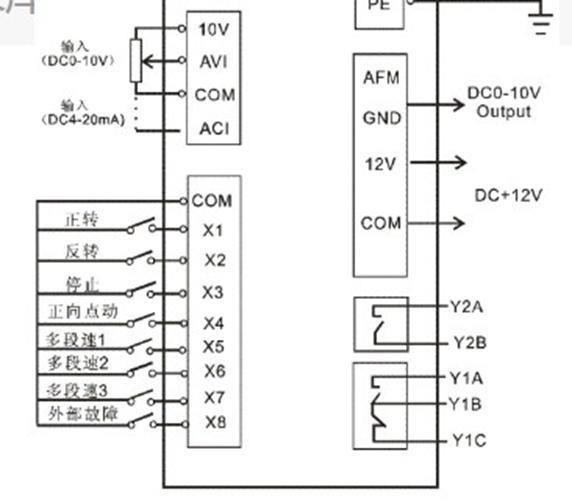 PE
10V
输入
(DC0-10V)
AVI
COM
输入
(DC4-20mA)
ACI
AFM
GND
DC0-10V
Output
12V
DC+12V
COM
COM
正转
X1
反转
X2
停止
X3
正向点动
X4
多段速1
X5
多段速2
X6
多段速3
X7
外部故障
X8
Y2A
Y2B
Y1A
Y1B
Y1C